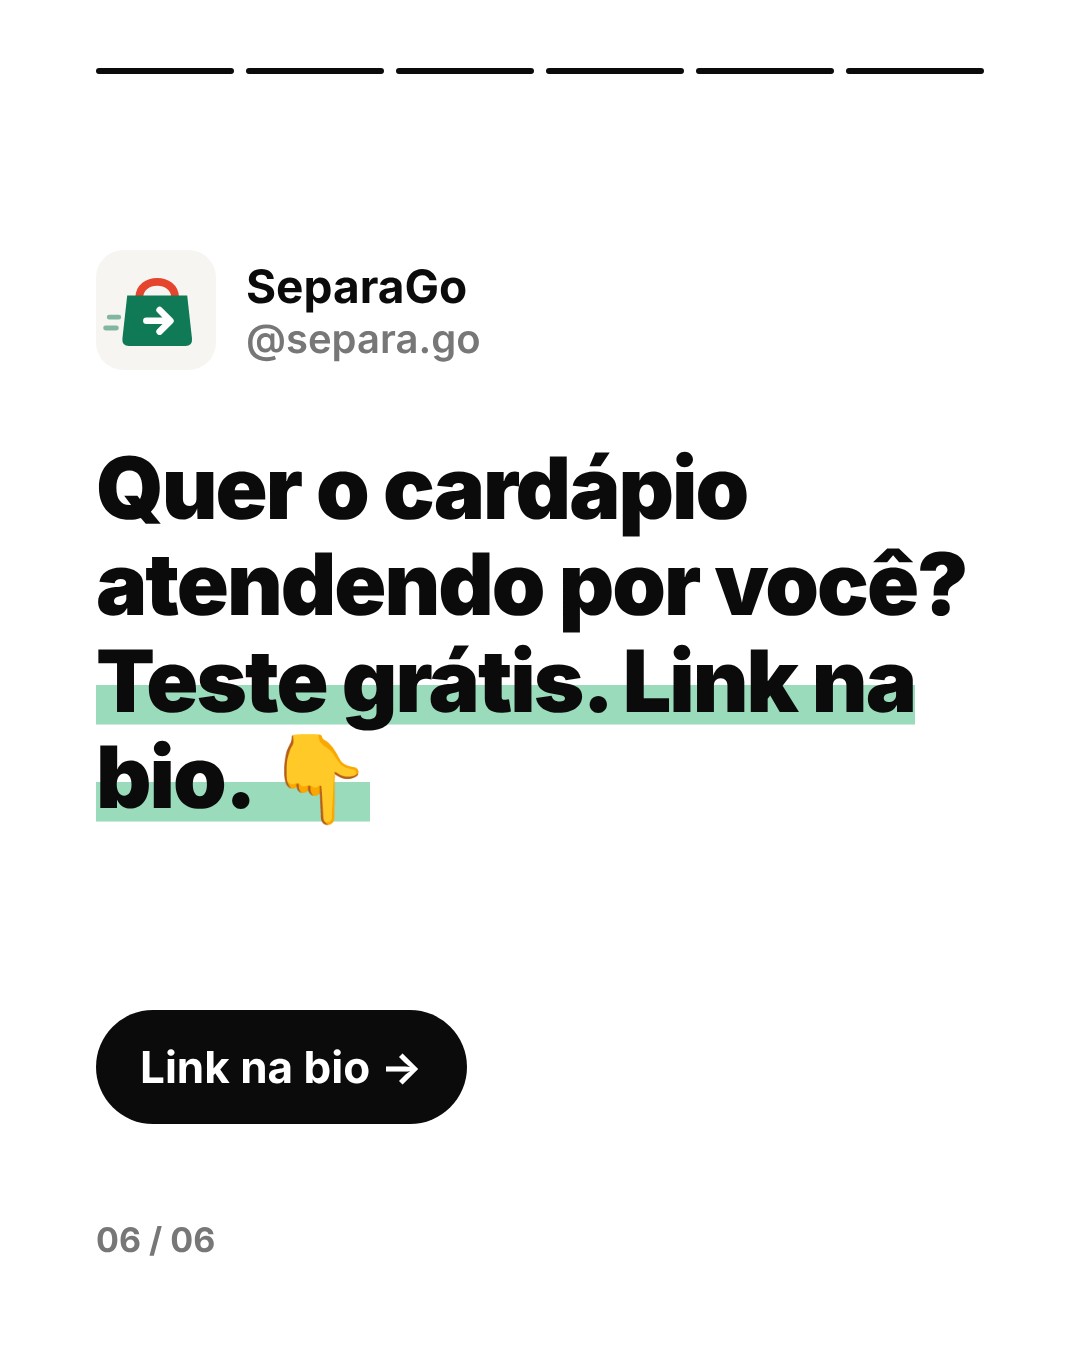 SeparaGo
@separa.go
Quer o cardápio
atendendo por você?
Teste grátis. Link na
bio. 👇
Link na bio →
06 / 06